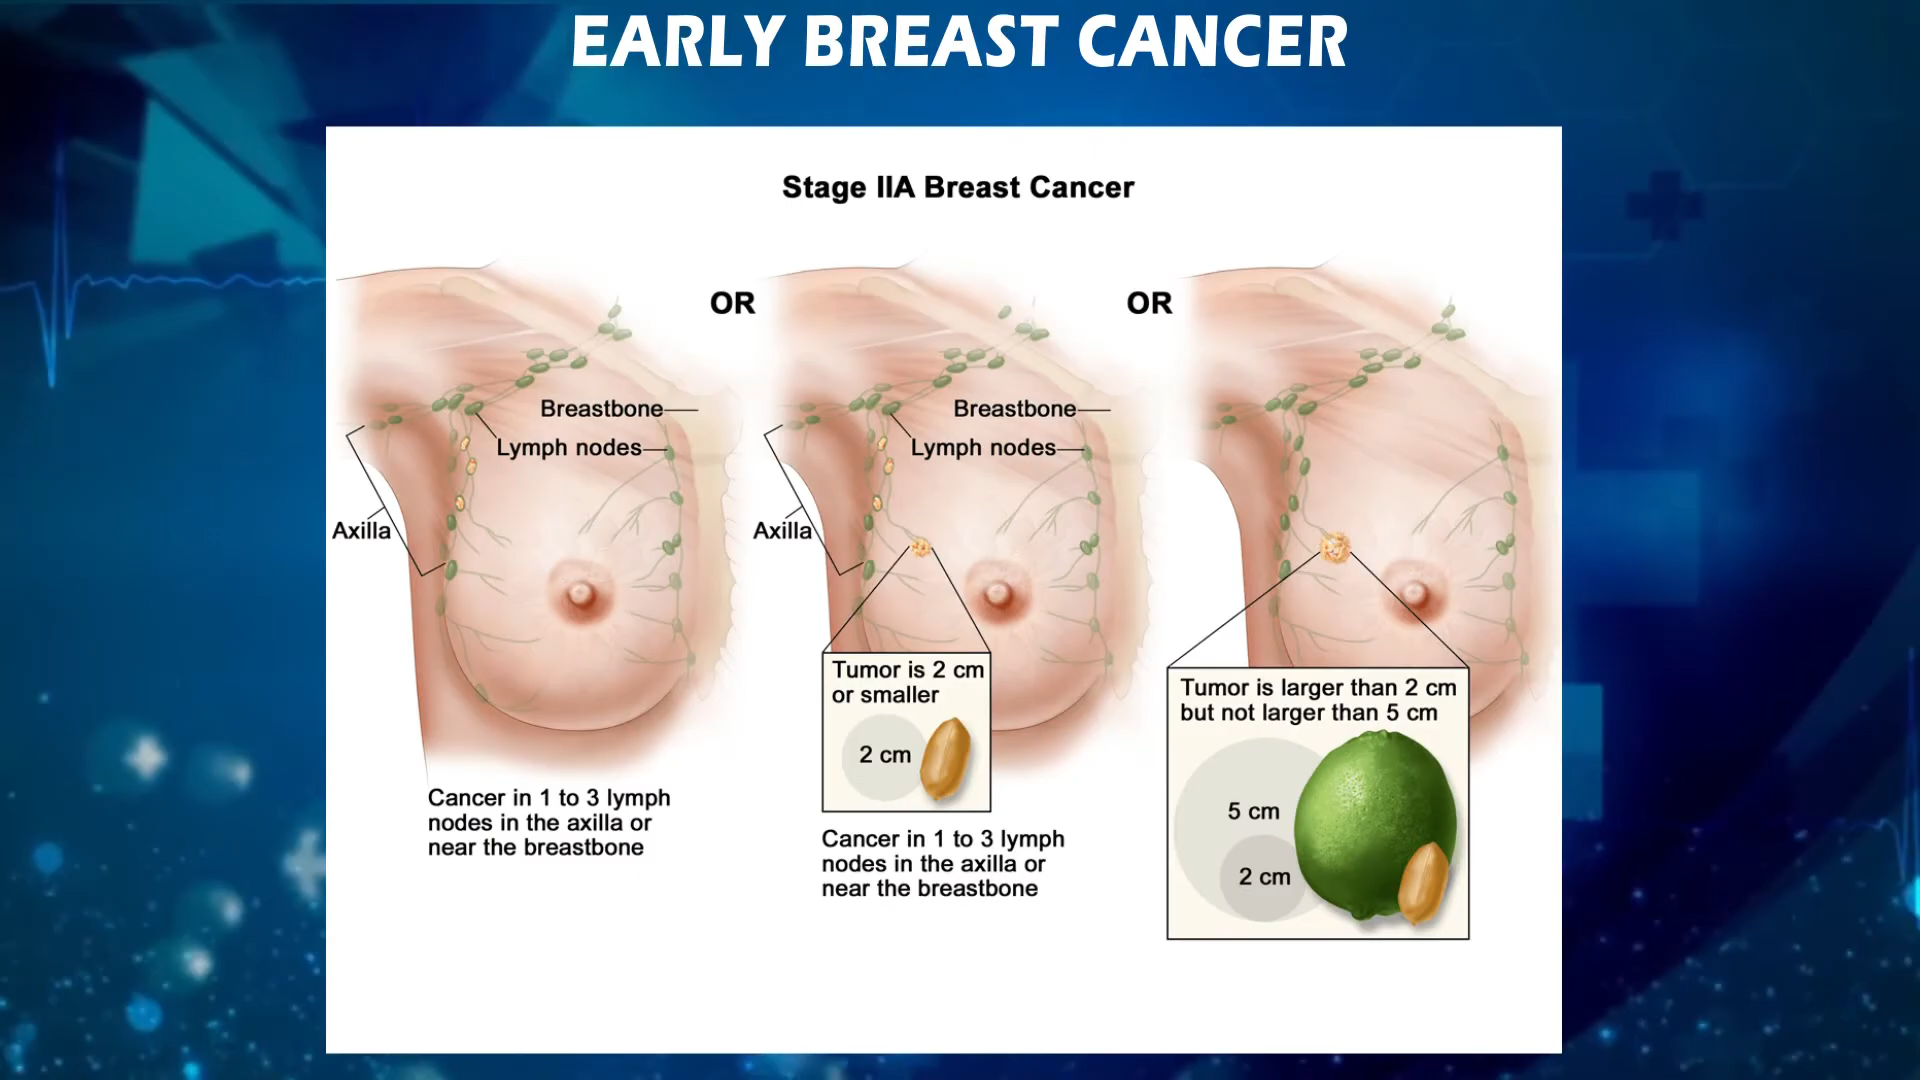 EARLY BREAST CANCER
Stage IIA Breast Cancer
OR
OR
Breastbone
Lymph nodes
Axilla
Cancer in 1 to 3 lymph
nodes in the axilla or
near the breastbone
Breastbone
Lymph nodes
Axilla
Tumor is 2 cm
or smaller
2 cm
Cancer in 1 to 3 lymph
nodes in the axilla or
near the breastbone
Tumor is larger than 2 cm
but not larger than 5 cm
5 cm
2 cm